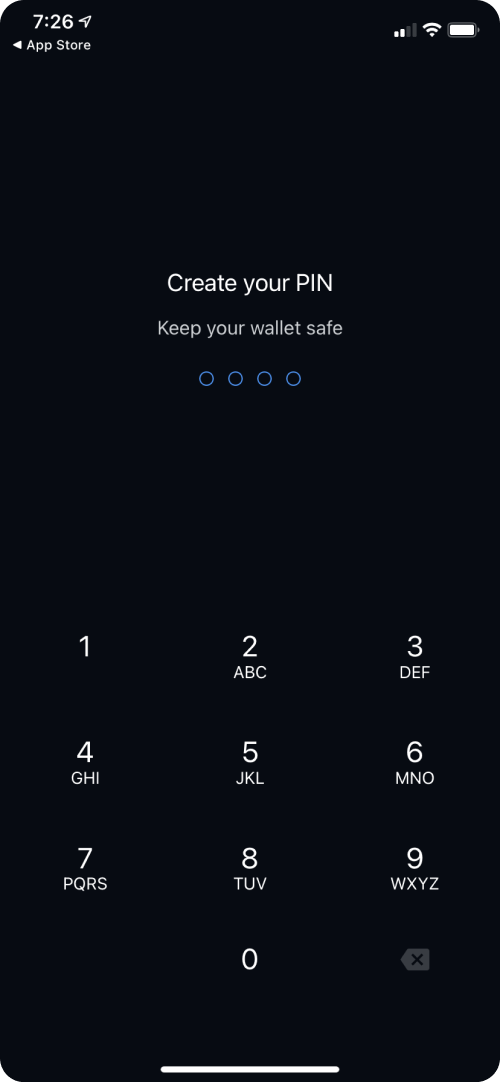 7:26
◀ App Store
Create your PIN
Keep your wallet safe
1 2 3
ABC DEF
4 5 6
GHI JKL MNO
7 8 9
PQRS TUV WXYZ
0